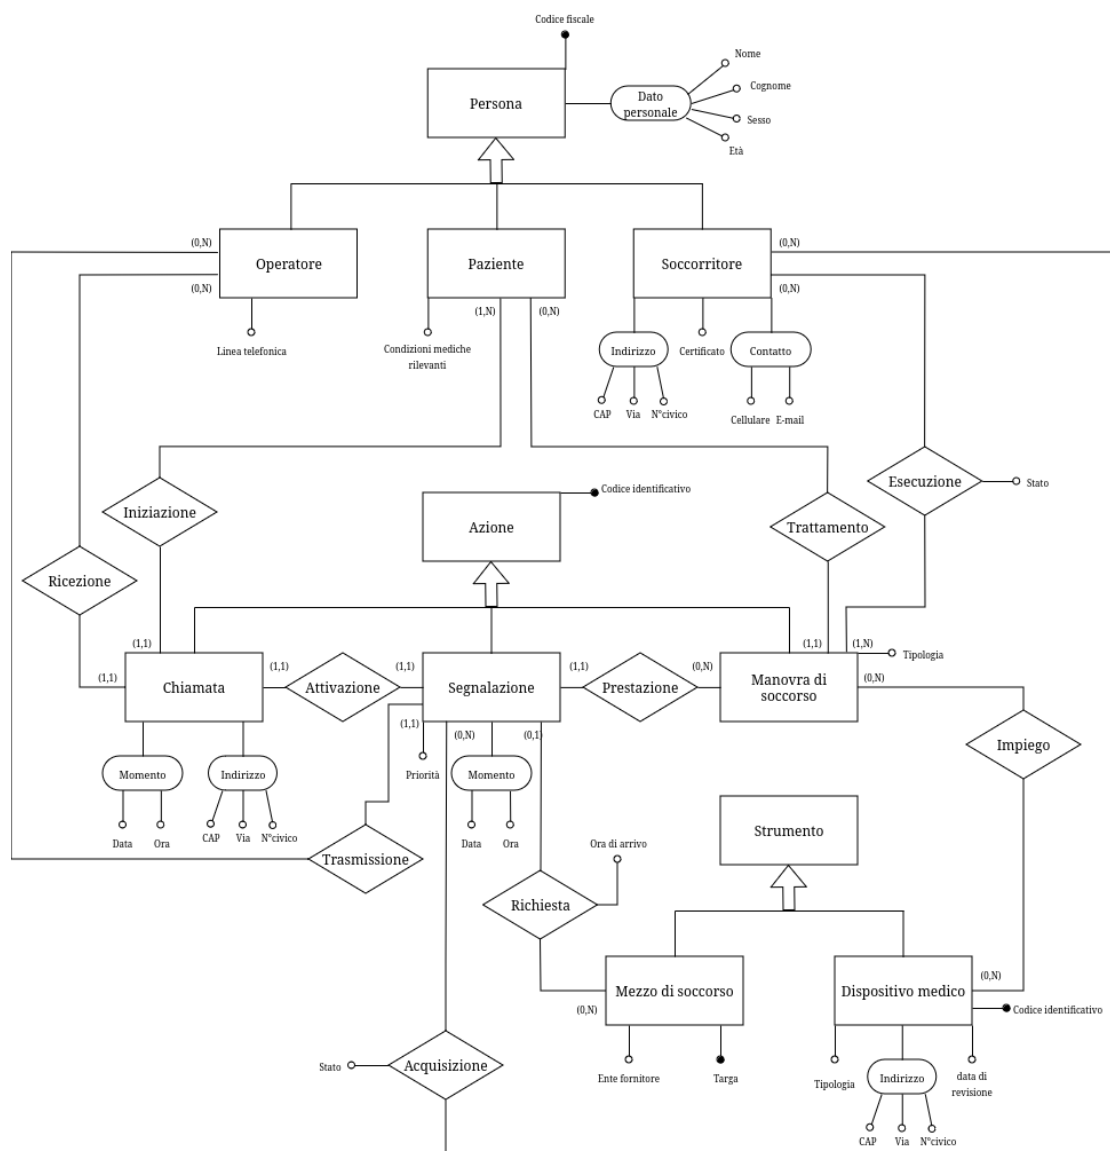 Codice fiscale
Nome
Cognome
Persona
Dato
personale
Sesso
Età
(0,N)
(0,N)
Operatore
Paziente
Soccorritore
(0,N)
(0,N)
(1,N)
(0,N)
Linea telefonica
Condizioni mediche
rilevanti
Indirizzo
Certificato
Contatto
CAP
Via
N°civico
Cellulare
E-mail
Esecuzione
Stato
Codice identificativo
Iniziazione
Azione
Trattamento
Ricezione
(1,1)
(1,1)
(1,N)
(1,1)
(1,1)
(1,1)
(1,1)
(0,N)
Tipologia
(0,N)
Chiamata
Attivazione
Segnalazione
Prestazione
Manovra di
soccorso
(1,1)
(0,N)
(0,1)
Impiego
Momento
Indirizzo
Priorità
Momento
Data
Ora
CAP
Via
N°civico
Data
Ora
Strumento
Ora di arrivo
Trasmissione
Richiesta
(0,N)
Mezzo di soccorso
Dispositivo medico
(0,N)
Codice identificativo
Stato
Acquisizione
Ente fornitore
Targa
Tipologia
Indirizzo
data di
revisione
CAP
Via
N°civico